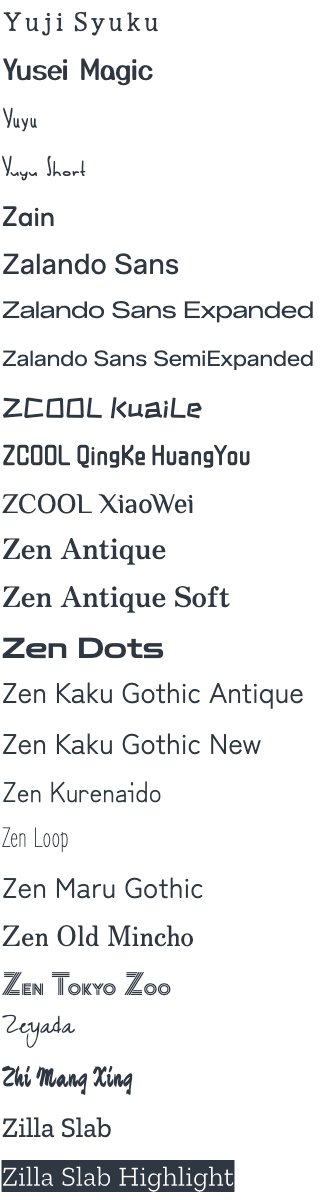 Yuji Syuku
Yusei Magic
Yuyu
Yuyu Short
Zain
Zalando Sans
Zalando Sans Expanded
Zalando Sans SemiExpanded
ZCOOL KuaiLe
ZCOOL QingKe HuangYou
ZCOOL XiaoWei
Zen Antique
Zen Antique Soft
Zen Dots
Zen Kaku Gothic Antique
Zen Kaku Gothic New
Zen Kurenaido
Zen Loop
Zen Maru Gothic
Zen Old Mincho
Zen Tokyo Zoo
Zeyada
Zhi Mang Xing
Zilla Slab
Zilla Slab Highlight